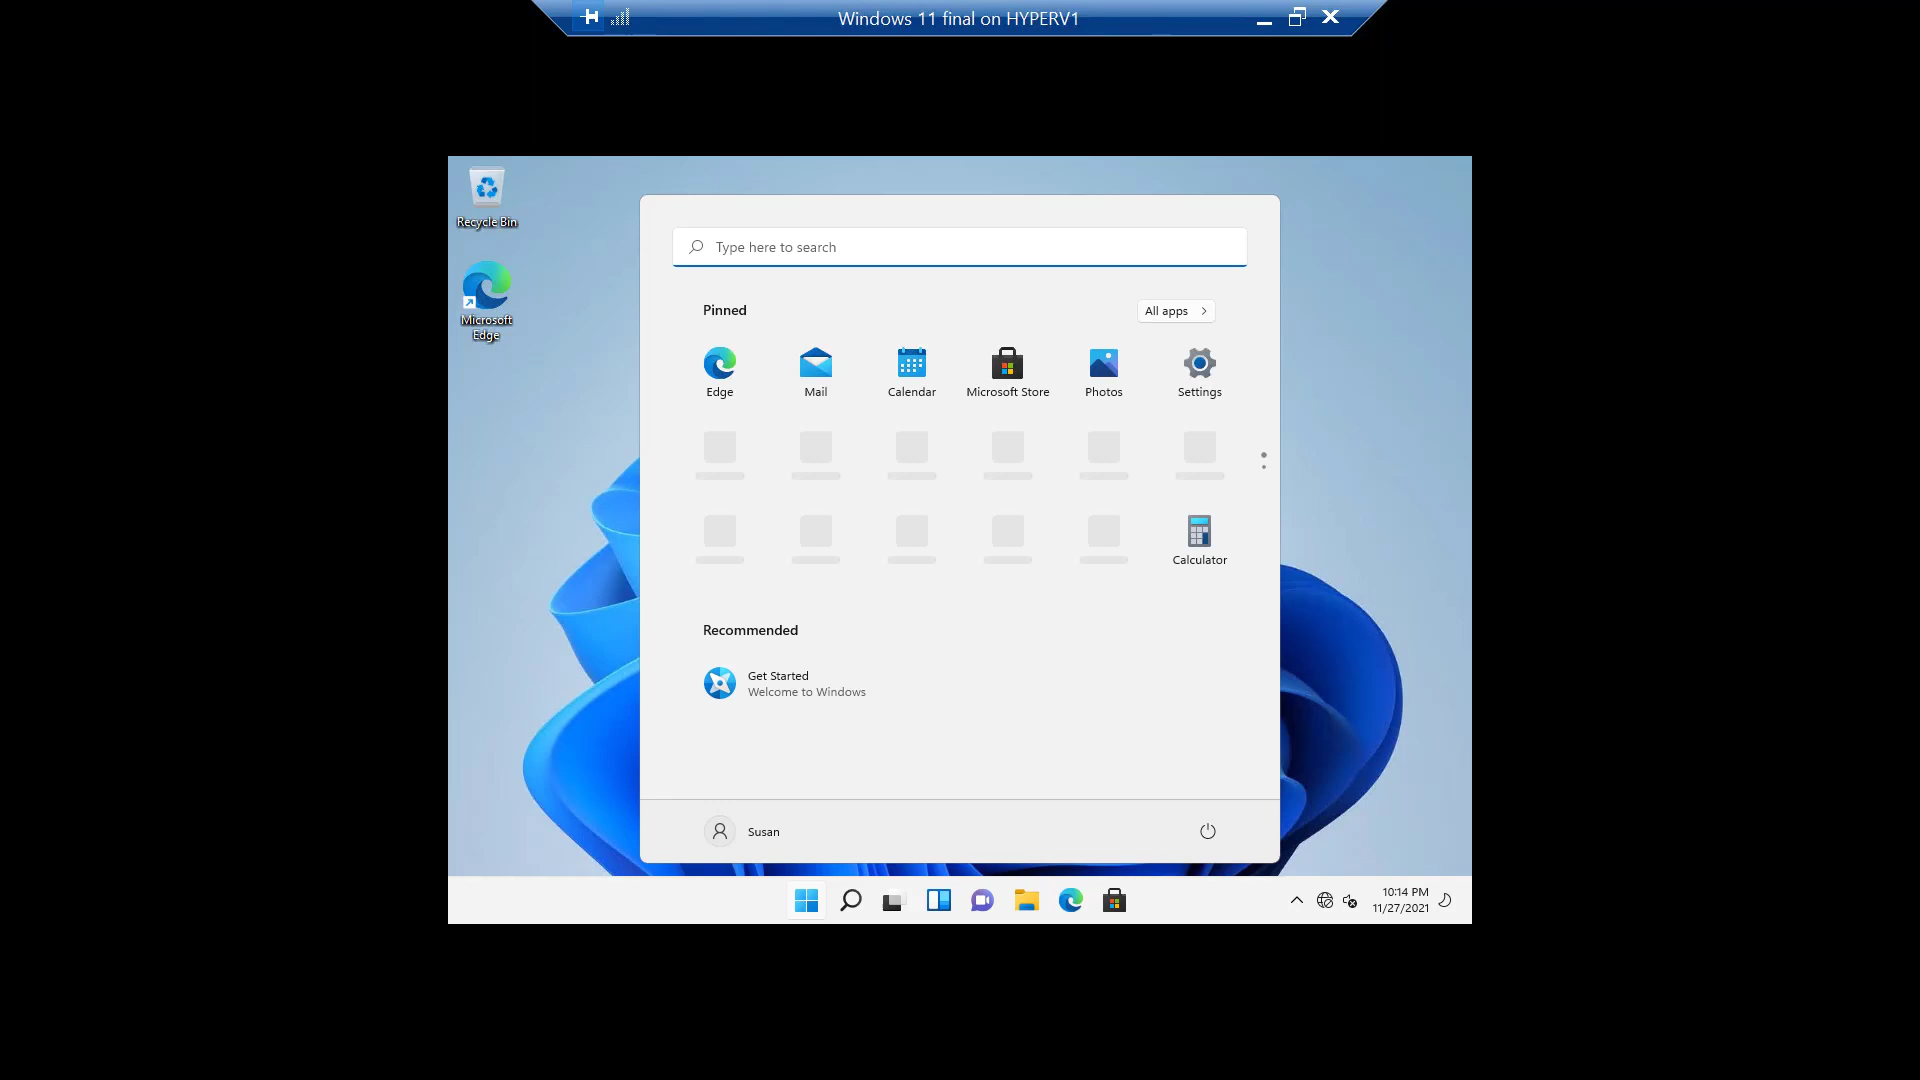 Windows 11 final on HYPERV1
Recycle Bin
Microsoft
Edge
Type here to search
Pinned
All apps
Edge
Mail
Calendar
Microsoft Store
Photos
Settings
Calculator
Recommended
Get Started
Welcome to Windows
Susan
10:14 PM
11/27/2021